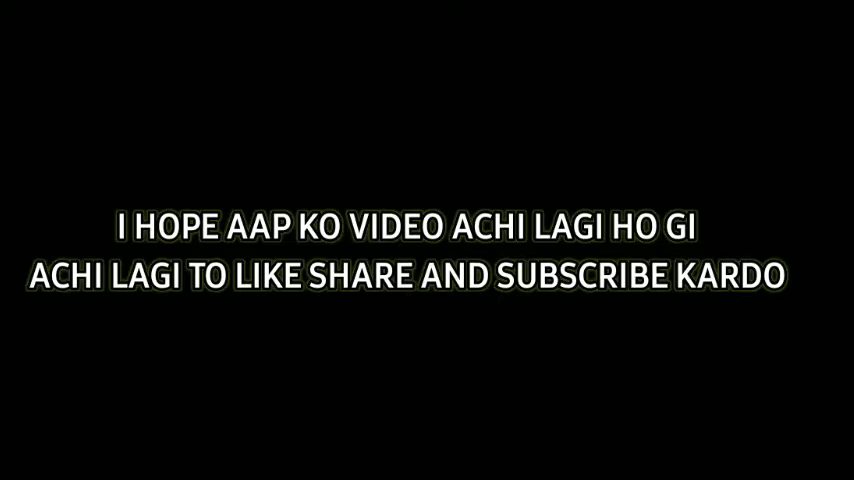 I HOPE AAP KO VIDEO ACHI LAGI HO GI
ACHI LAGI TO LIKE SHARE AND SUBSCRIBE KARDO